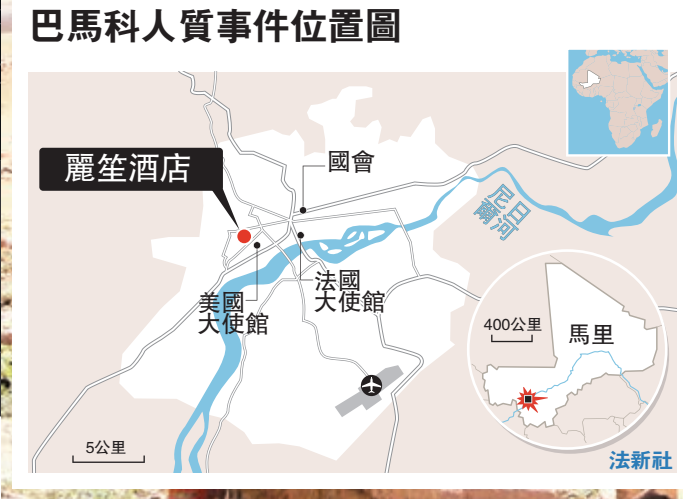 巴馬科人質事件位置圖
麗笙酒店
國會
尼日
爾河
美國
大使館
法國
大使館
400公里
馬里
5公里
法新社